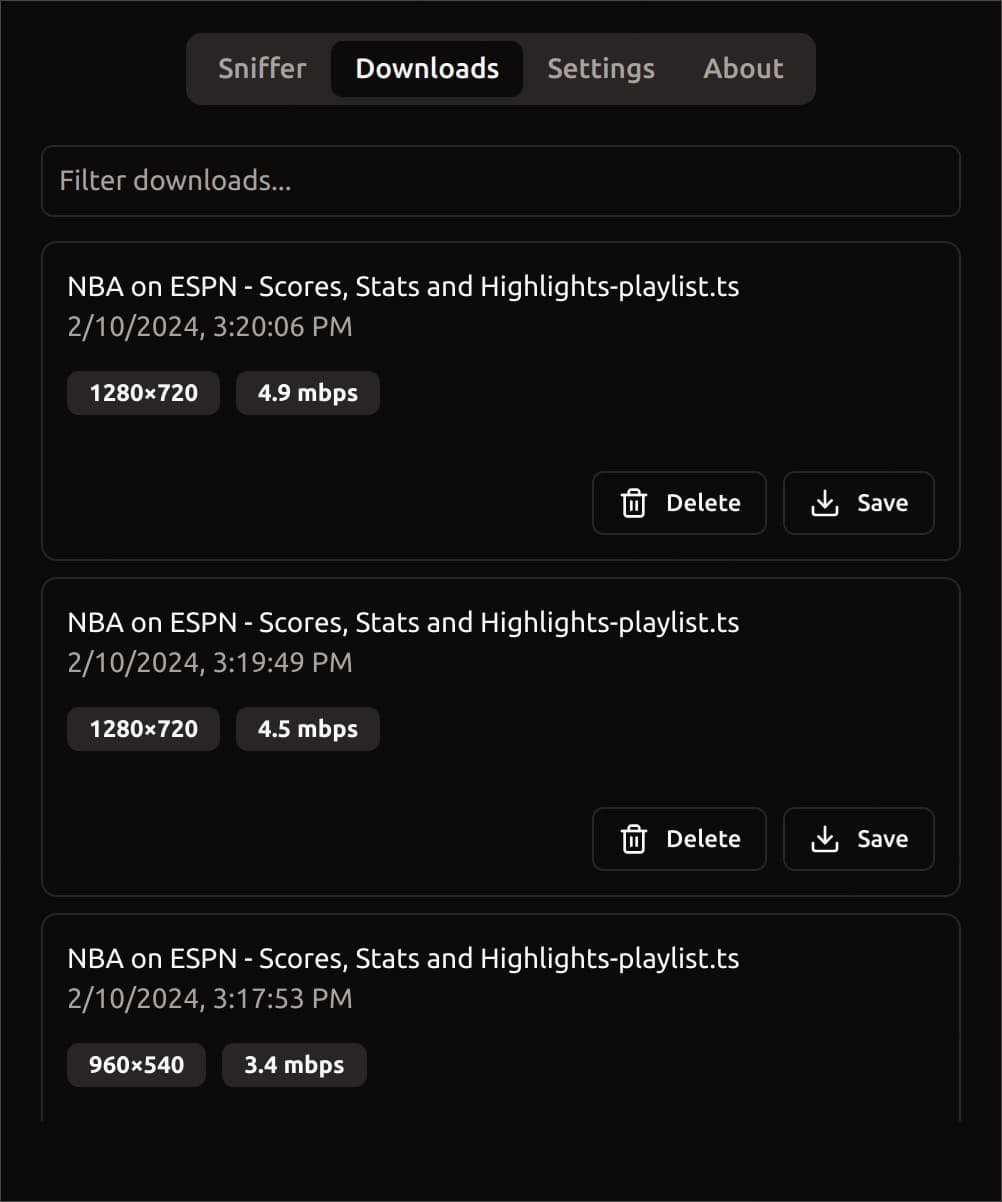 Sniffer Downloads Settings About
Filter downloads...
NBA on ESPN - Scores, Stats and Highlights-playlist.ts
2/10/2024, 3:20:06 PM
1280×720 4.9 mbps
Delete Save
NBA on ESPN - Scores, Stats and Highlights-playlist.ts
2/10/2024, 3:19:49 PM
1280×720 4.5 mbps
Delete Save
NBA on ESPN - Scores, Stats and Highlights-playlist.ts
2/10/2024, 3:17:53 PM
960×540 3.4 mbps